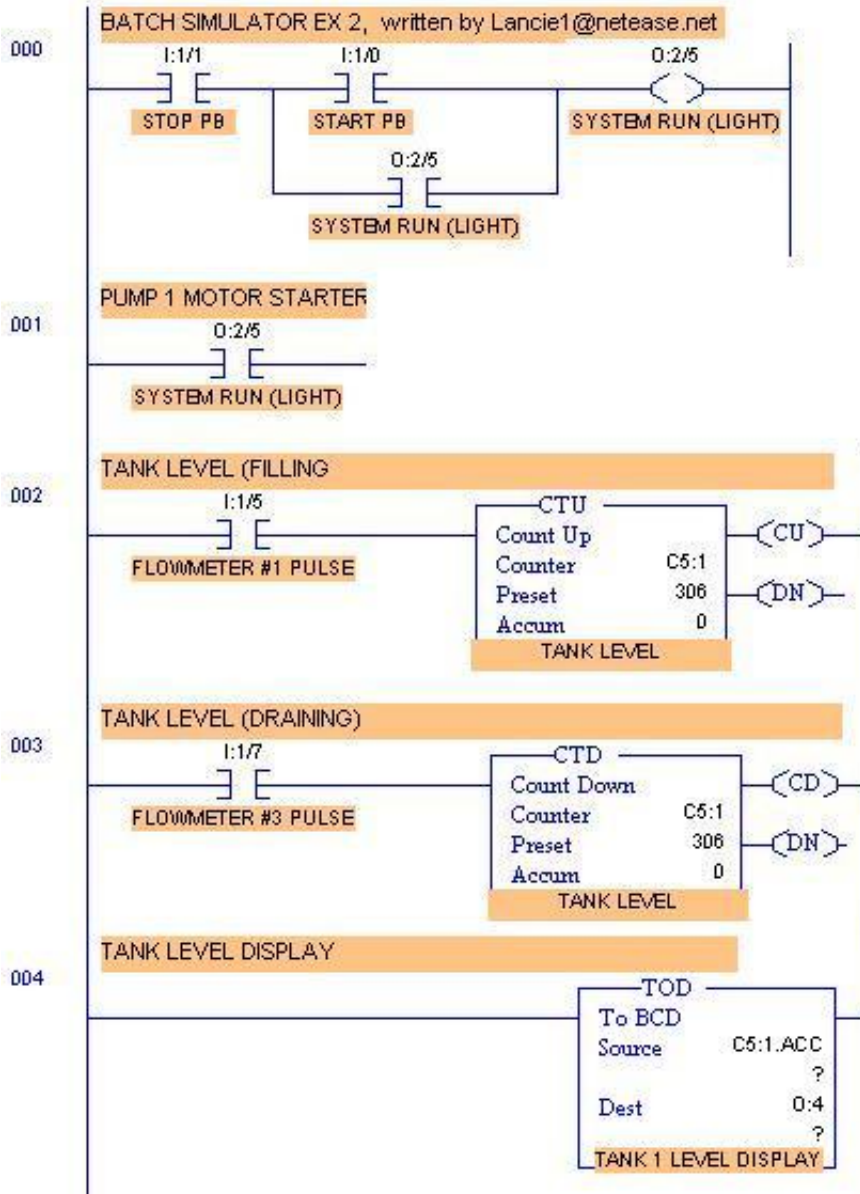 BATCH SIMULATOR EX 2, written by Lancie1@netease.net
000
I:1/1 I:1/0 O:2/5
STOP PB START PB SYSTEM RUN (LIGHT)
O:2/5
SYSTEM RUN (LIGHT)
PUMP 1 MOTOR STARTER
001
O:2/5
SYSTEM RUN (LIGHT)
TANK LEVEL (FILLING
002
I:1/5
FLOWMETER #1 PULSE
CTU
Count Up
Counter C5:1
Preset 306
Accum 0
CU
DN
TANK LEVEL
TANK LEVEL (DRAINING)
003
I:1/7
FLOWMETER #3 PULSE
CTD
Count Down
Counter C5:1
Preset 306
Accum 0
CD
DN
TANK LEVEL
TANK LEVEL DISPLAY
004
TOD
To BCD
Source C5:1.ACC
?
Dest O:4
?
TANK 1 LEVEL DISPLAY